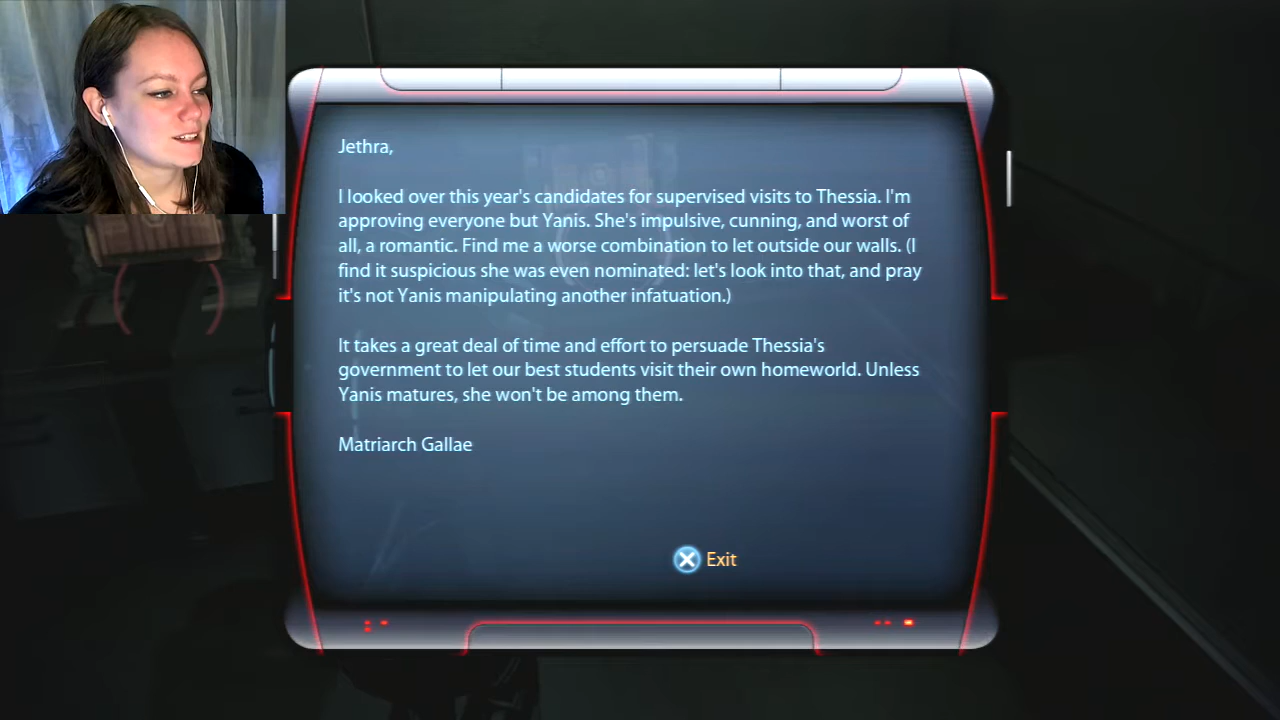 Jethra,
I looked over this year's candidates for supervised visits to Thessia. I'm
approving everyone but Yanis. She's impulsive, cunning, and worst of
all, a romantic. Find me a worse combination to let outside our walls. (I
find it suspicious she was even nominated: let's look into that, and pray
it's not Yanis manipulating another infatuation.)
It takes a great deal of time and effort to persuade Thessia's
government to let our best students visit their own homeworld. Unless
Yanis matures, she won't be among them.
Matriarch Gallae
Exit